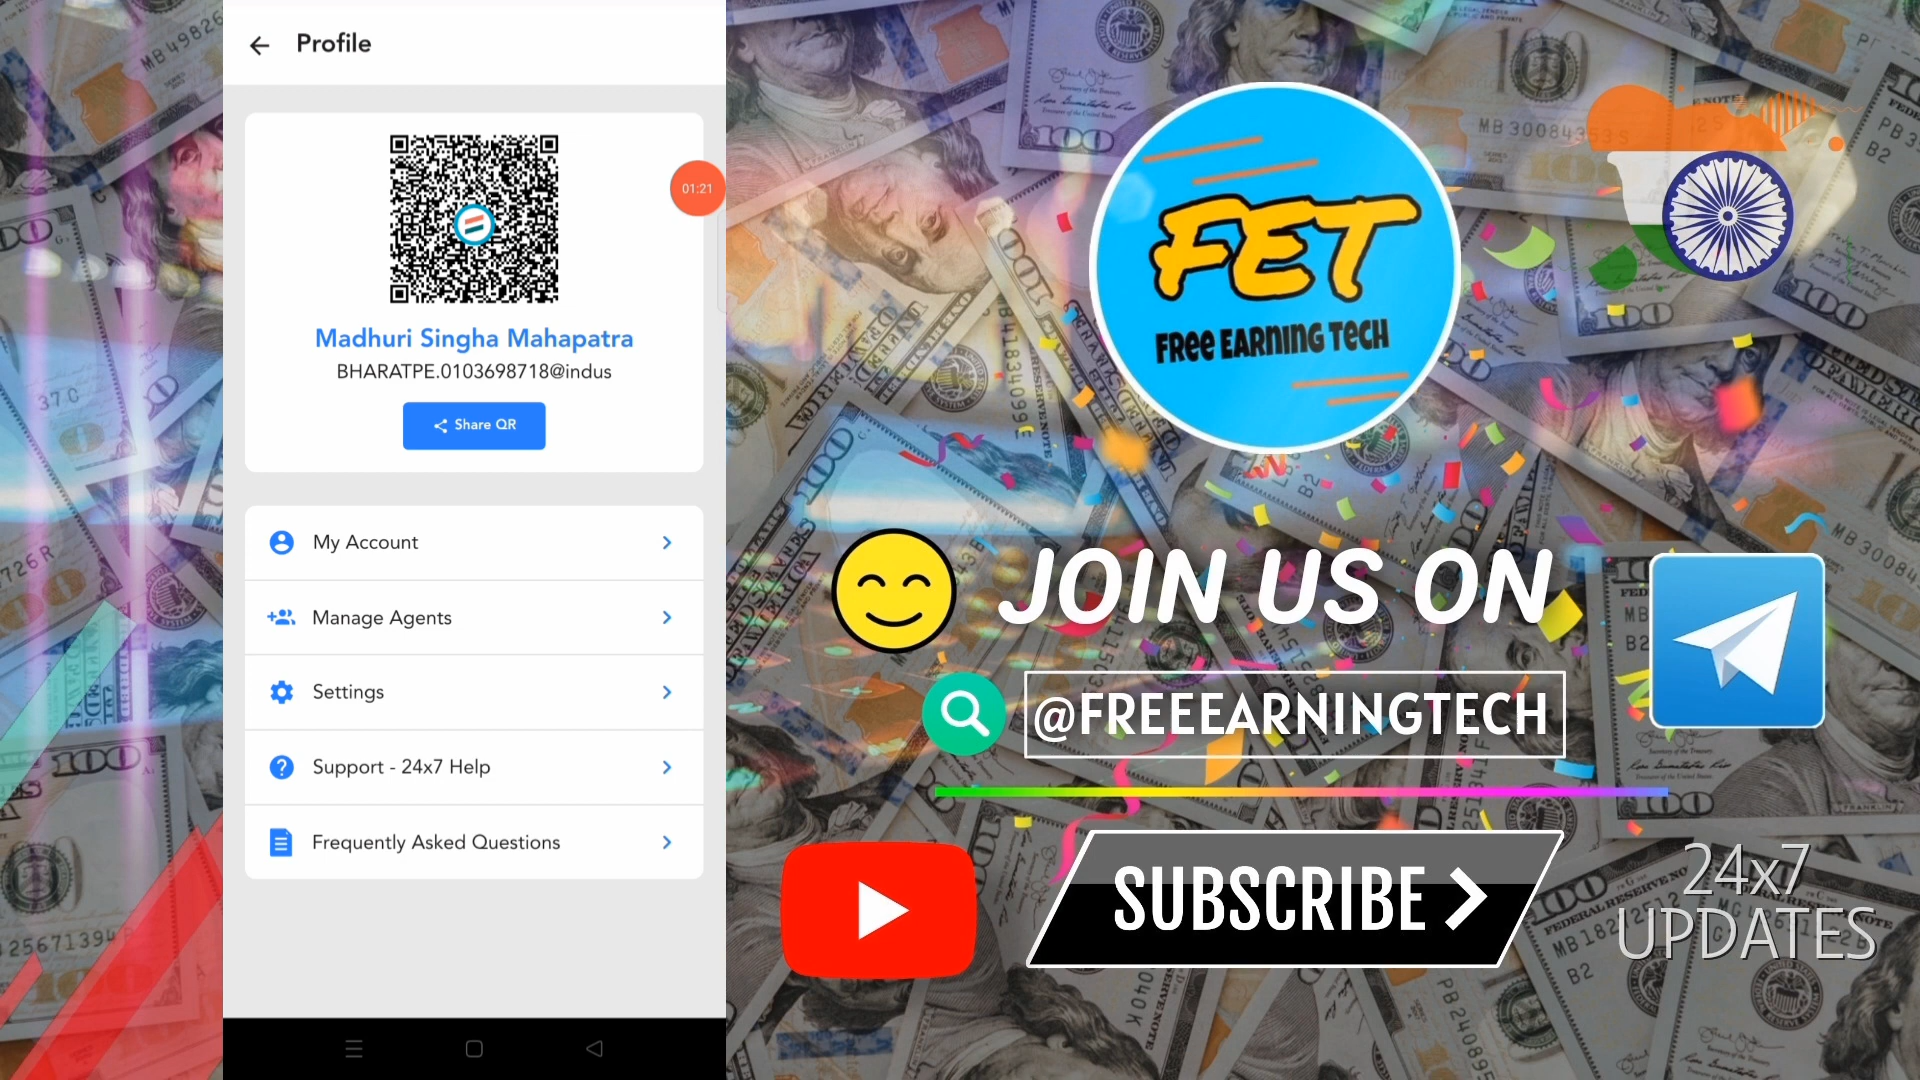 Profile
01:21
Madhuri Singha Mahapatra
BHARATPE.0103698718@indus
Share QR
My Account
Manage Agents
Settings
Support - 24x7 Help
Frequently Asked Questions
FET
FREE EARNING TECH
JOIN US ON
@FREEEARNINGTECH
SUBSCRIBE
24x7
UPDATES